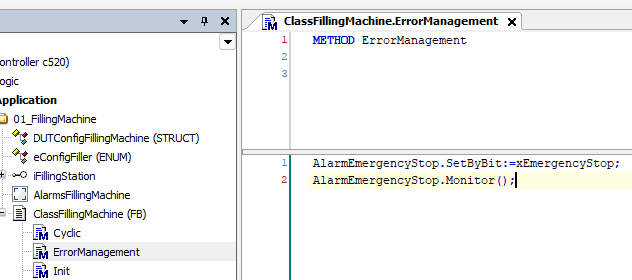 ClassFillingMachine.ErrorManagement
1 METHOD ErrorManagement
2
3
ontroller c520)
ogic
Application
01_FillingMachine
DUTConfigFillingMachine (STRUCT)
eConfigFiller (ENUM)
iFillingStation
AlarmsFillingMachine
ClassFillingMachine (FB)
Cyclic
ErrorManagement
Init
1 AlarmEmergencyStop.SetByBit:=xEmergencyStop;
2 AlarmEmergencyStop.Monitor();